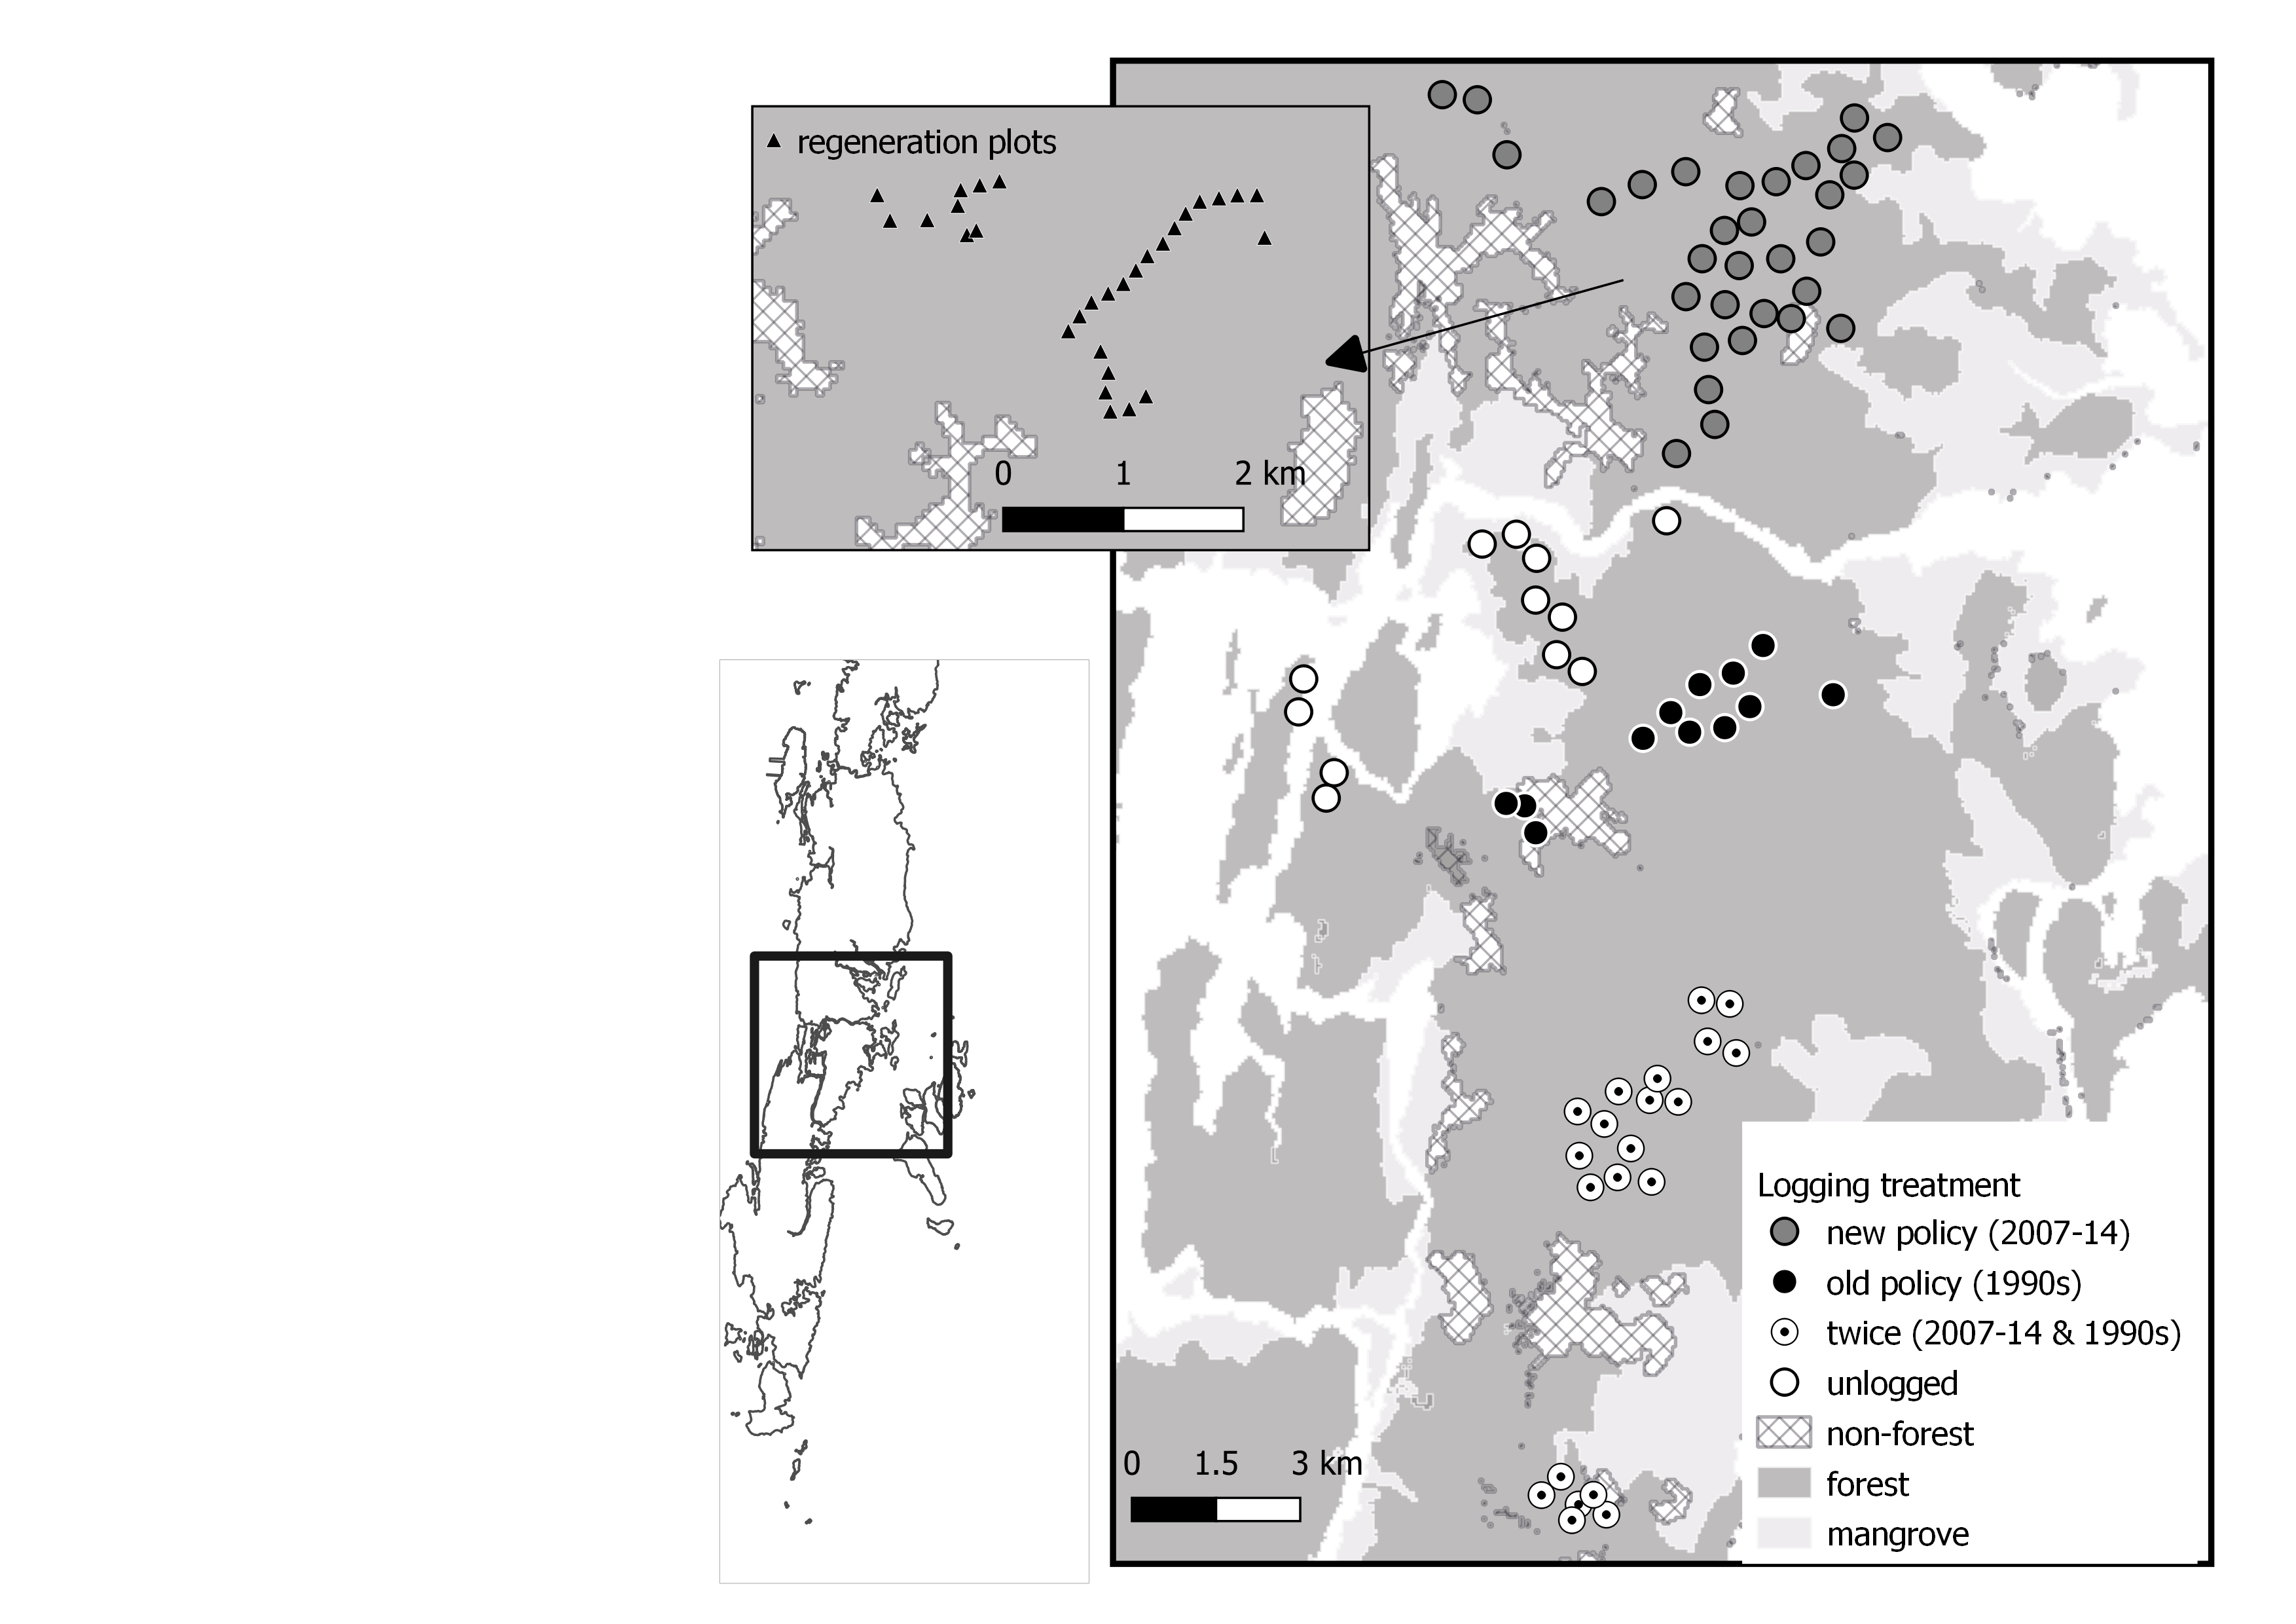 regeneration plots
0 1 2 km
0 1.5 3 km
Logging treatment
new policy (2007-14)
old policy (1990s)
twice (2007-14 & 1990s)
unlogged
non-forest
forest
mangrove